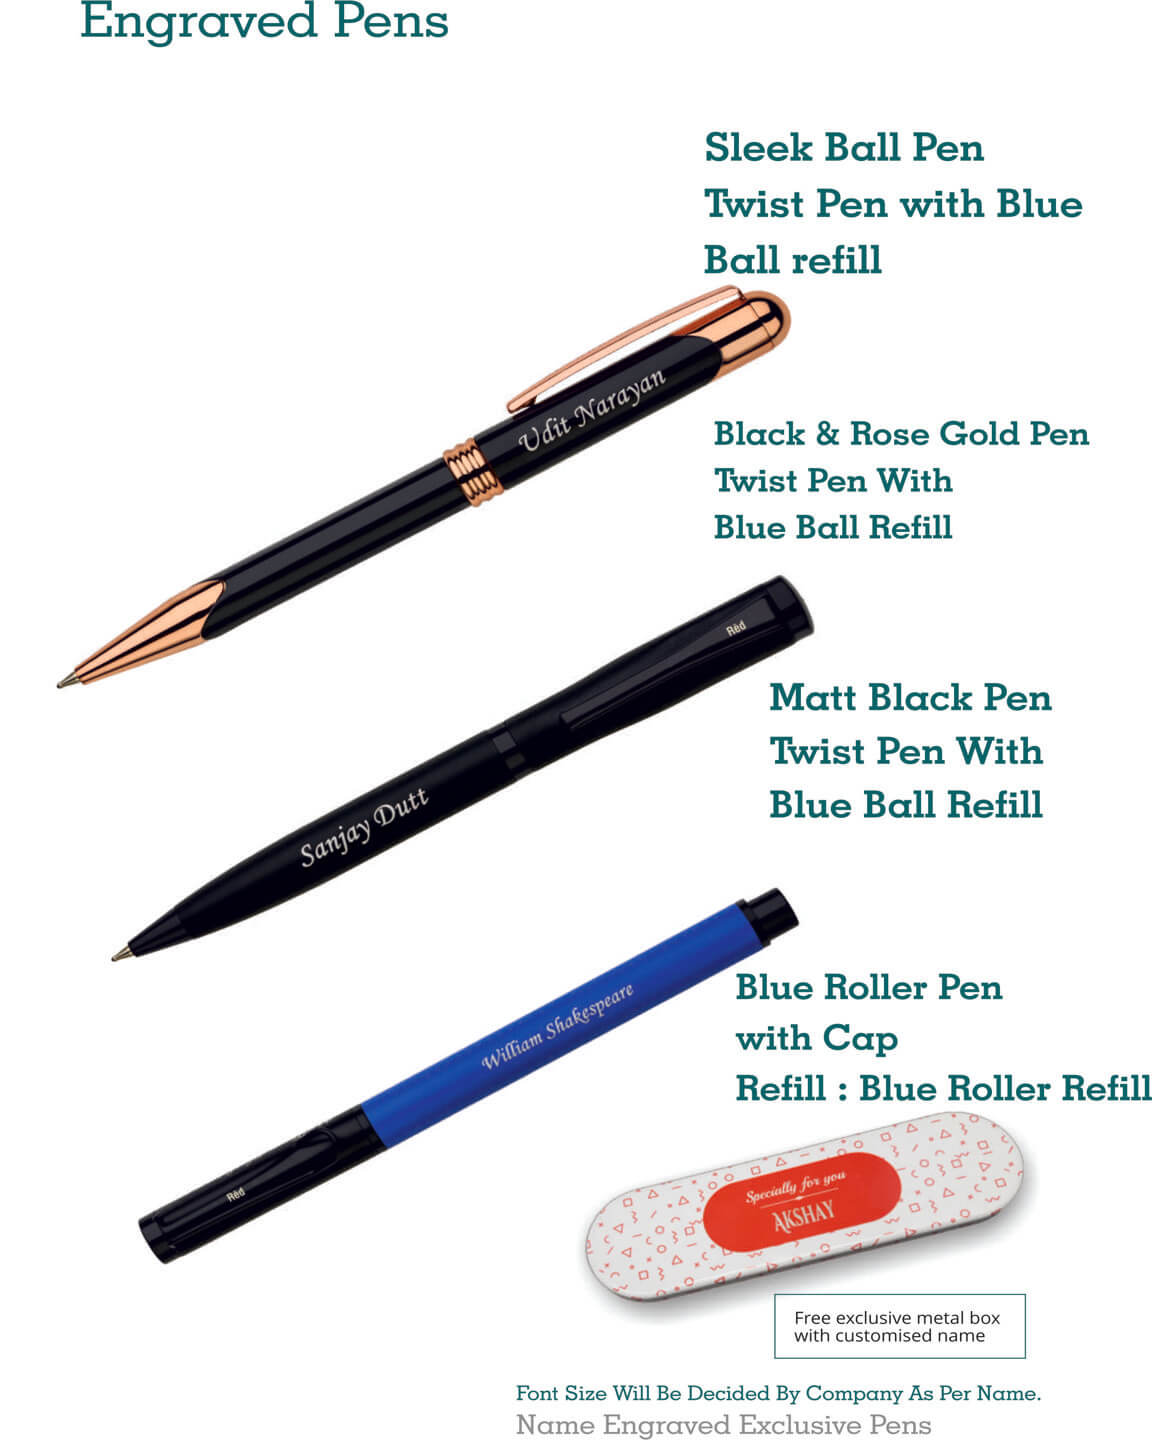 Engraved Pens
Sleek Ball Pen
Twist Pen with Blue
Ball refill
Udit Narayan
Black & Rose Gold Pen
Twist Pen With
Blue Ball Refill
Rèd
Matt Black Pen
Twist Pen With
Blue Ball Refill
Sanjay Dutt
William Shakespeare
Blue Roller Pen
with Cap
Refill : Blue Roller Refill
Rèd
Specially for you
AKSHAY
Free exclusive metal box
with customised name
Font Size Will Be Decided By Company As Per Name.
Name Engraved Exclusive Pens